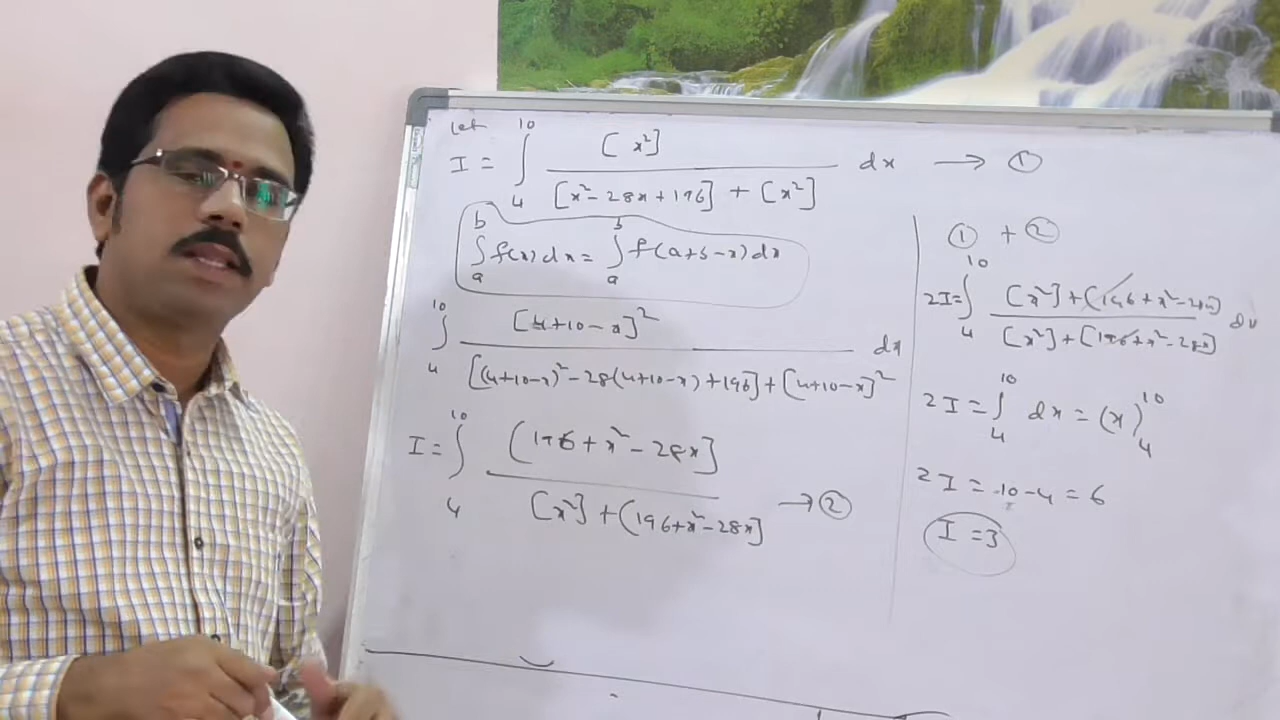 let
I = ∫₄¹⁰ [x²] / ([x²-28x+196] + [x²]) dx → ①
∫ₐᵇ f(x)dx = ∫ₐᵇ f(a+b-x)dx
∫₄¹⁰ [4+10-x]² / ([(4+10-x)²-28(4+10-x)+196]+[4+10-x]²) dx
I = ∫₄¹⁰ (196+x²-28x] / ([x²]+(196+x²-28x]) → ②
① + ②
2I=∫₄¹⁰ ([x²]+(196+x²-28x]) / ([x²]+[196+x²-28x]) dx
2I=∫₄¹⁰ dx = (x)₄¹⁰
2I = 10-4 = 6
I =3